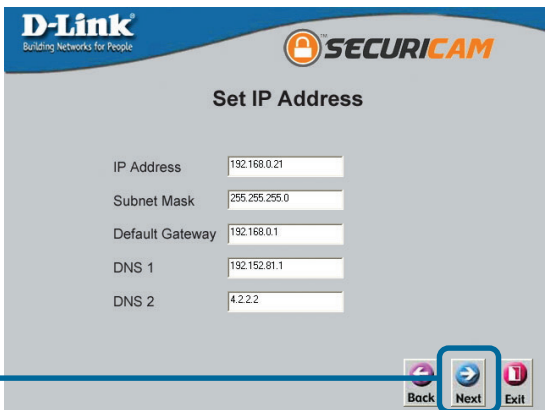 D-Link
Building Networks for People
SECURICAM
Set IP Address
IP Address 192.168.0.21
Subnet Mask 255.255.255.0
Default Gateway 192.168.0.1
DNS 1 192.152.81.1
DNS 2 4.2.2.2
Back Next Exit